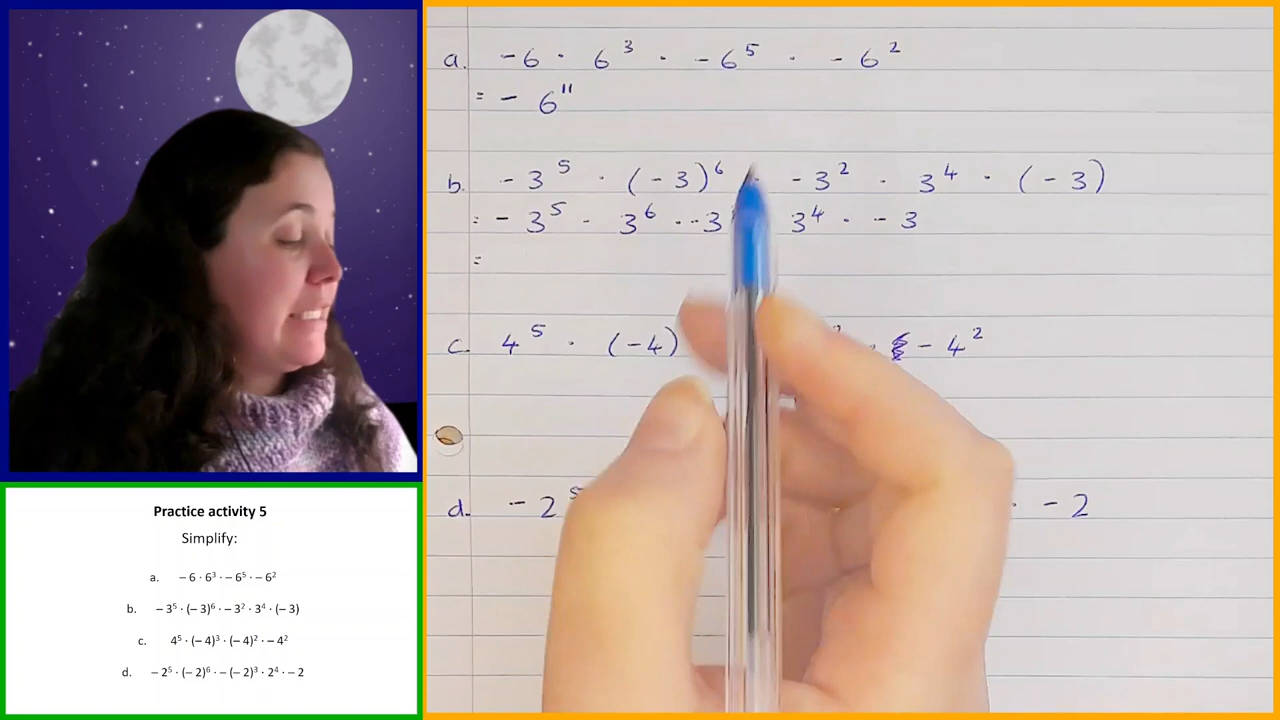 Practice activity 5
Simplify:
a. – 6 · 6³ · – 6⁵ · – 6²
b. – 3⁵ · (– 3)⁶ · – 3² · 3⁴ · (– 3)
c. 4⁵ · (– 4)³ · (– 4)² · – 4²
d. – 2⁵ · (– 2)⁶ · – (– 2)³ · 2⁴ · – 2
a. - 6 · 6³ · - 6⁵ · - 6²
= - 6¹¹
b. - 3⁵ · (- 3)⁶ · - 3² · 3⁴ · (- 3)
= - 3⁵ · 3⁶ · - 3 3⁴ · - 3
=
c. 4⁵ · (- 4) ² · - 4²
d. - 2⁵ · - 2